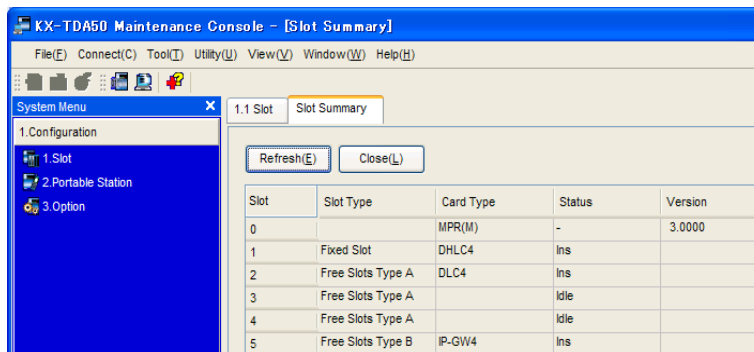 KX-TDA50 Maintenance Console - [Slot Summary]
File(F) Connect(C) Tool(T) Utility(U) View(V) Window(W) Help(H)
System Menu X
1.1 Slot Slot Summary
1.Configuration
1.Slot
2.Portable Station
3.Option
Refresh(E) Close(L)
Slot Slot Type Card Type Status Version
0 MPR(M) - 3.0000
1 Fixed Slot DHLC4 Ins
2 Free Slots Type A DLC4 Ins
3 Free Slots Type A Idle
4 Free Slots Type A Idle
5 Free Slots Type B IP-GW4 Ins